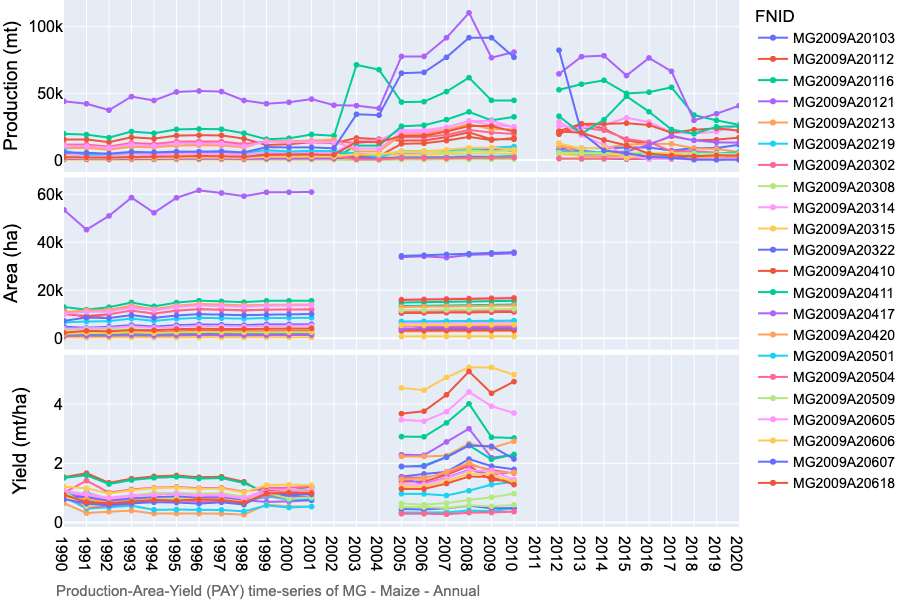 Production (mt)
100k
50k
0
Area (ha)
60k
40k
20k
0
Yield (mt/ha)
4
2
0
1990 1991 1992 1993 1994 1995 1996 1997 1998 1999 2000 2001 2002 2003 2004 2005 2006 2007 2008 2009 2010 2011 2012 2013 2014 2015 2016 2017 2018 2019 2020
Production-Area-Yield (PAY) time-series of MG - Maize - Annual
FNID
MG2009A20103
MG2009A20112
MG2009A20116
MG2009A20121
MG2009A20213
MG2009A20219
MG2009A20302
MG2009A20308
MG2009A20314
MG2009A20315
MG2009A20322
MG2009A20410
MG2009A20411
MG2009A20417
MG2009A20420
MG2009A20501
MG2009A20504
MG2009A20509
MG2009A20605
MG2009A20606
MG2009A20607
MG2009A20618